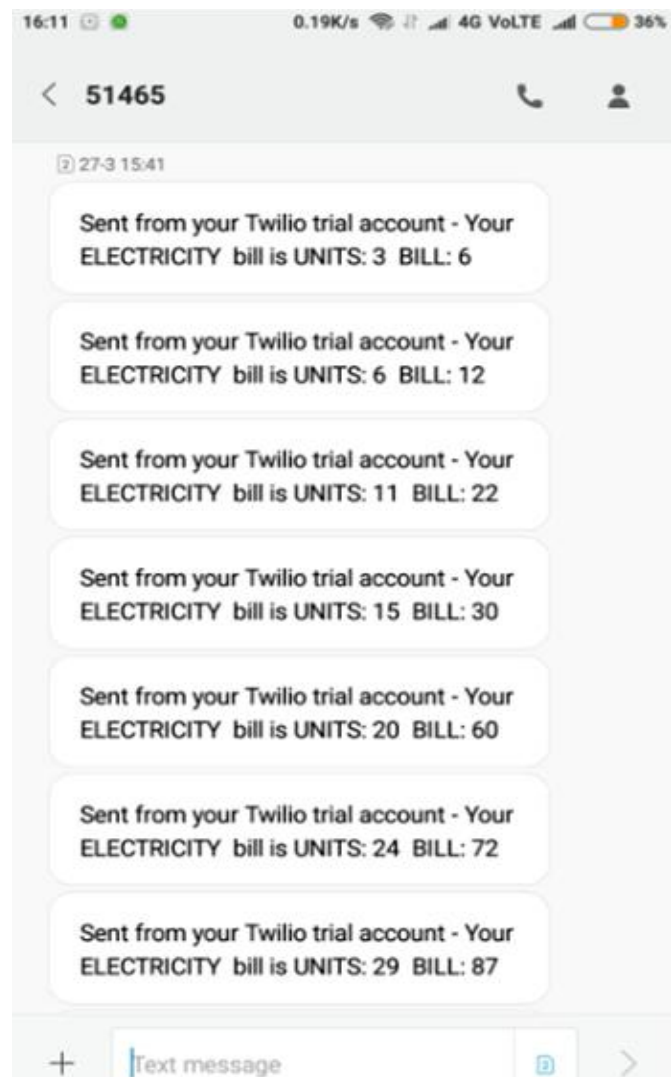 16:11 0.19K/s 4G VoLTE 36%
51465
2 27-3 15:41
Sent from your Twilio trial account - Your
ELECTRICITY bill is UNITS: 3 BILL: 6
Sent from your Twilio trial account - Your
ELECTRICITY bill is UNITS: 6 BILL: 12
Sent from your Twilio trial account - Your
ELECTRICITY bill is UNITS: 11 BILL: 22
Sent from your Twilio trial account - Your
ELECTRICITY bill is UNITS: 15 BILL: 30
Sent from your Twilio trial account - Your
ELECTRICITY bill is UNITS: 20 BILL: 60
Sent from your Twilio trial account - Your
ELECTRICITY bill is UNITS: 24 BILL: 72
Sent from your Twilio trial account - Your
ELECTRICITY bill is UNITS: 29 BILL: 87
Text message 2